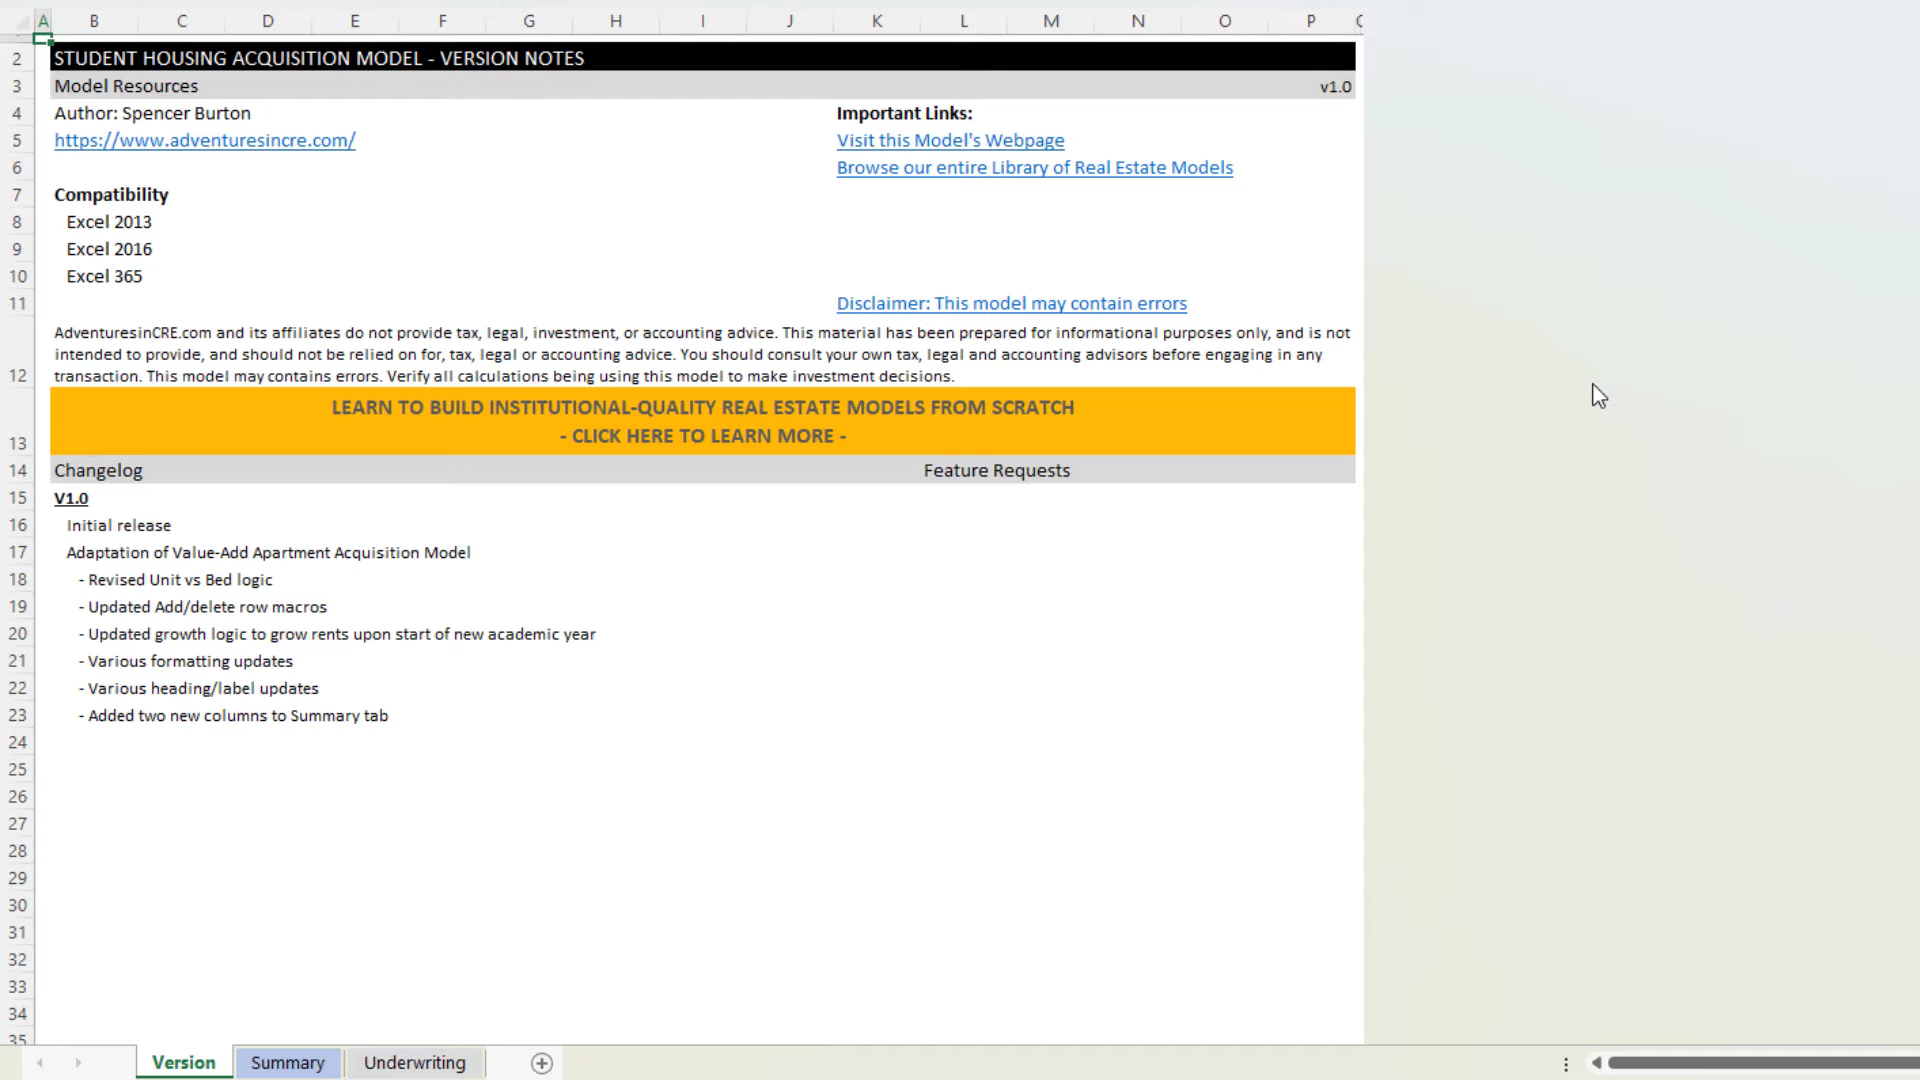 A B C D E F G H I J K L M N O P
2 STUDENT HOUSING ACQUISITION MODEL - VERSION NOTES
3 Model Resources v1.0
4 Author: Spencer Burton Important Links:
5 https://www.adventuresincre.com/ Visit this Model's Webpage
6 Browse our entire Library of Real Estate Models
7 Compatibility
8 Excel 2013
9 Excel 2016
10 Excel 365
11 Disclaimer: This model may contain errors
AdventuresinCRE.com and its affiliates do not provide tax, legal, investment, or accounting advice. This material has been prepared for informational purposes only, and is not
intended to provide, and should not be relied on for, tax, legal or accounting advice. You should consult your own tax, legal and accounting advisors before engaging in any
12 transaction. This model may contains errors. Verify all calculations being using this model to make investment decisions.
LEARN TO BUILD INSTITUTIONAL-QUALITY REAL ESTATE MODELS FROM SCRATCH
13 - CLICK HERE TO LEARN MORE -
14 Changelog Feature Requests
15 V1.0
16 Initial release
17 Adaptation of Value-Add Apartment Acquisition Model
18 - Revised Unit vs Bed logic
19 - Updated Add/delete row macros
20 - Updated growth logic to grow rents upon start of new academic year
21 - Various formatting updates
22 - Various heading/label updates
23 - Added two new columns to Summary tab
24
25
26
27
28
29
30
31
32
33
34
35
Version Summary Underwriting